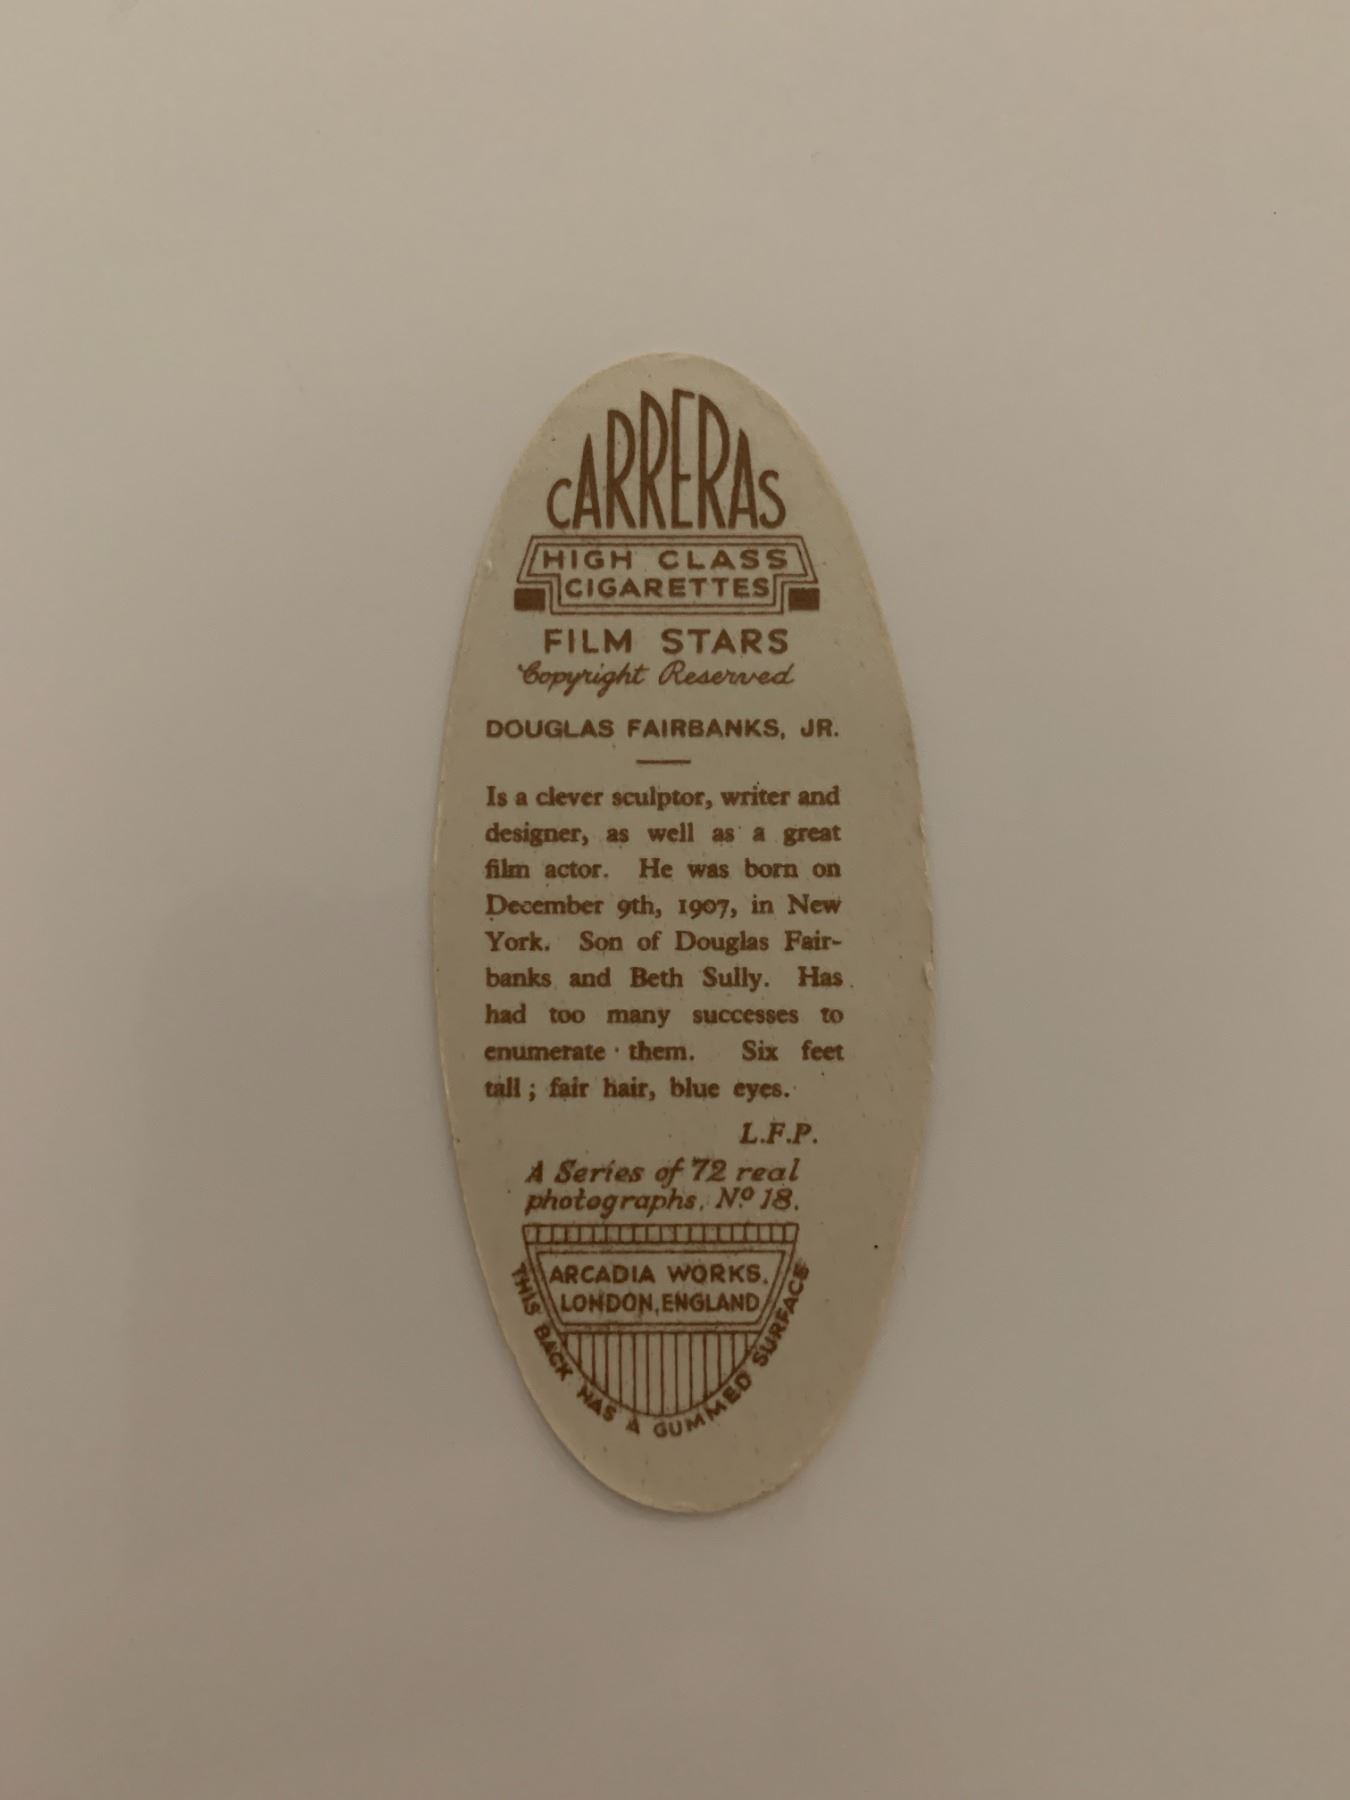 CARRERAS
HIGH CLASS
CIGARETTES
FILM STARS
Copyright Reserved
DOUGLAS FAIRBANKS, JR.
Is a clever sculptor, writer and
designer, as well as a great
film actor. He was born on
December 9th, 1907, in New
York. Son of Douglas Fair-
banks and Beth Sully. Has
had too many successes to
enumerate them. Six feet
tall; fair hair, blue eyes.
L.F.P.
A Series of 72 real
photographs. Nº 18.
ARCADIA WORKS,
LONDON, ENGLAND
THIS BACK HAS A GUMMED SURFACE